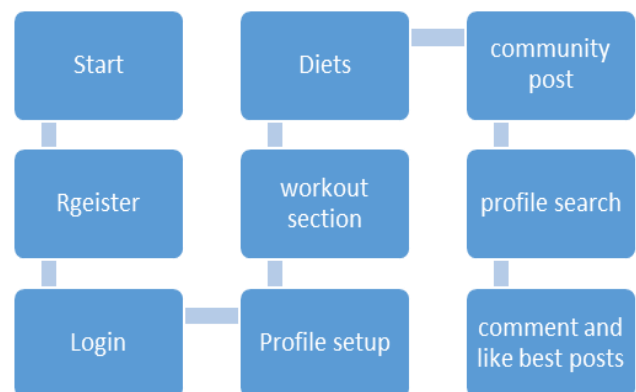 Start
Rgeister
Login
Profile setup
workout
section
Diets
community
post
profile search
comment and
like best posts